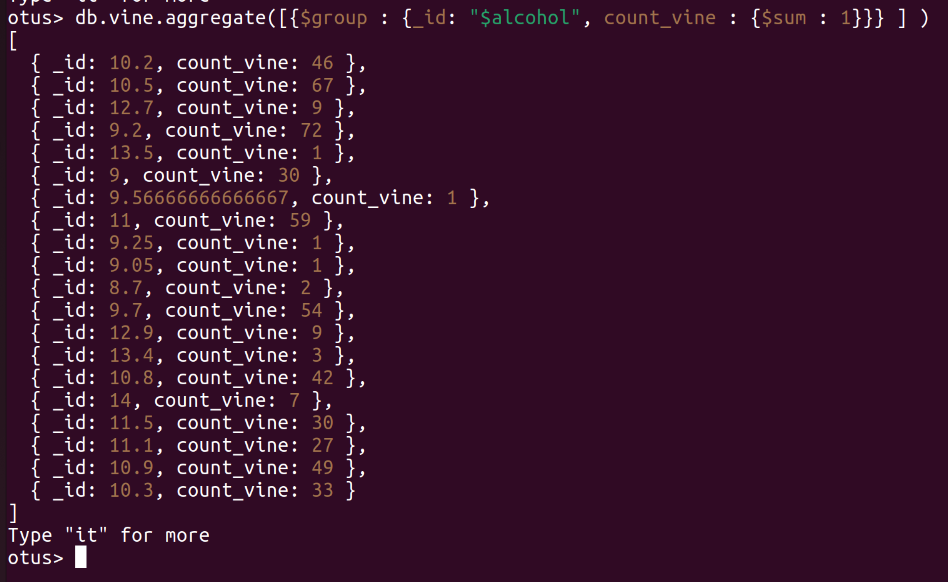 otus> db.vine.aggregate([{$group : {_id: "$alcohol", count_vine : {$sum : 1}}} ] )
[
  { _id: 10.2, count_vine: 46 },
  { _id: 10.5, count_vine: 67 },
  { _id: 12.7, count_vine: 9 },
  { _id: 9.2, count_vine: 72 },
  { _id: 13.5, count_vine: 1 },
  { _id: 9, count_vine: 30 },
  { _id: 9.56666666666667, count_vine: 1 },
  { _id: 11, count_vine: 59 },
  { _id: 9.25, count_vine: 1 },
  { _id: 9.05, count_vine: 1 },
  { _id: 8.7, count_vine: 2 },
  { _id: 9.7, count_vine: 54 },
  { _id: 12.9, count_vine: 9 },
  { _id: 13.4, count_vine: 3 },
  { _id: 10.8, count_vine: 42 },
  { _id: 14, count_vine: 7 },
  { _id: 11.5, count_vine: 30 },
  { _id: 11.1, count_vine: 27 },
  { _id: 10.9, count_vine: 49 },
  { _id: 10.3, count_vine: 33 }
]
Type "it" for more
otus>